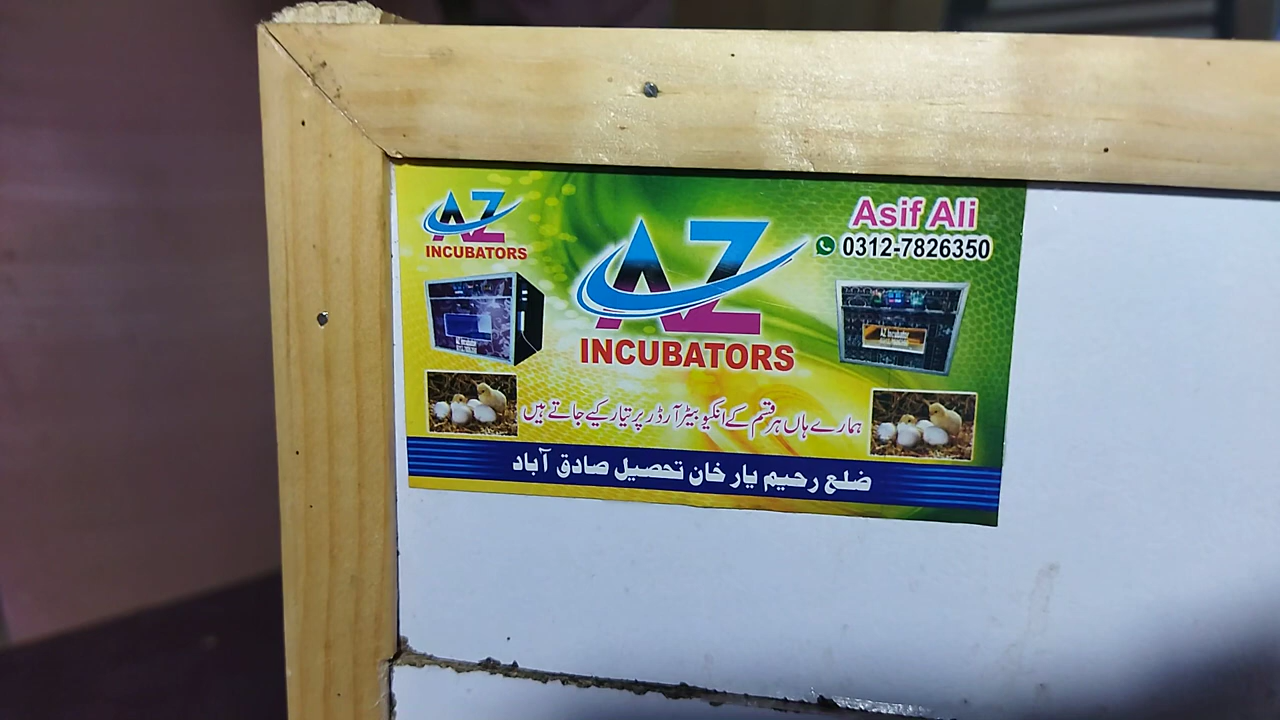 AZ
INCUBATORS
AZ
INCUBATORS
Asif Ali
0312-7826350
ہمارے ہاں ہر قسم کے انکیوبیٹر آرڈر پر تیار کیے جاتے ہیں
ضلع رحیم یار خان تحصیل صادق آباد